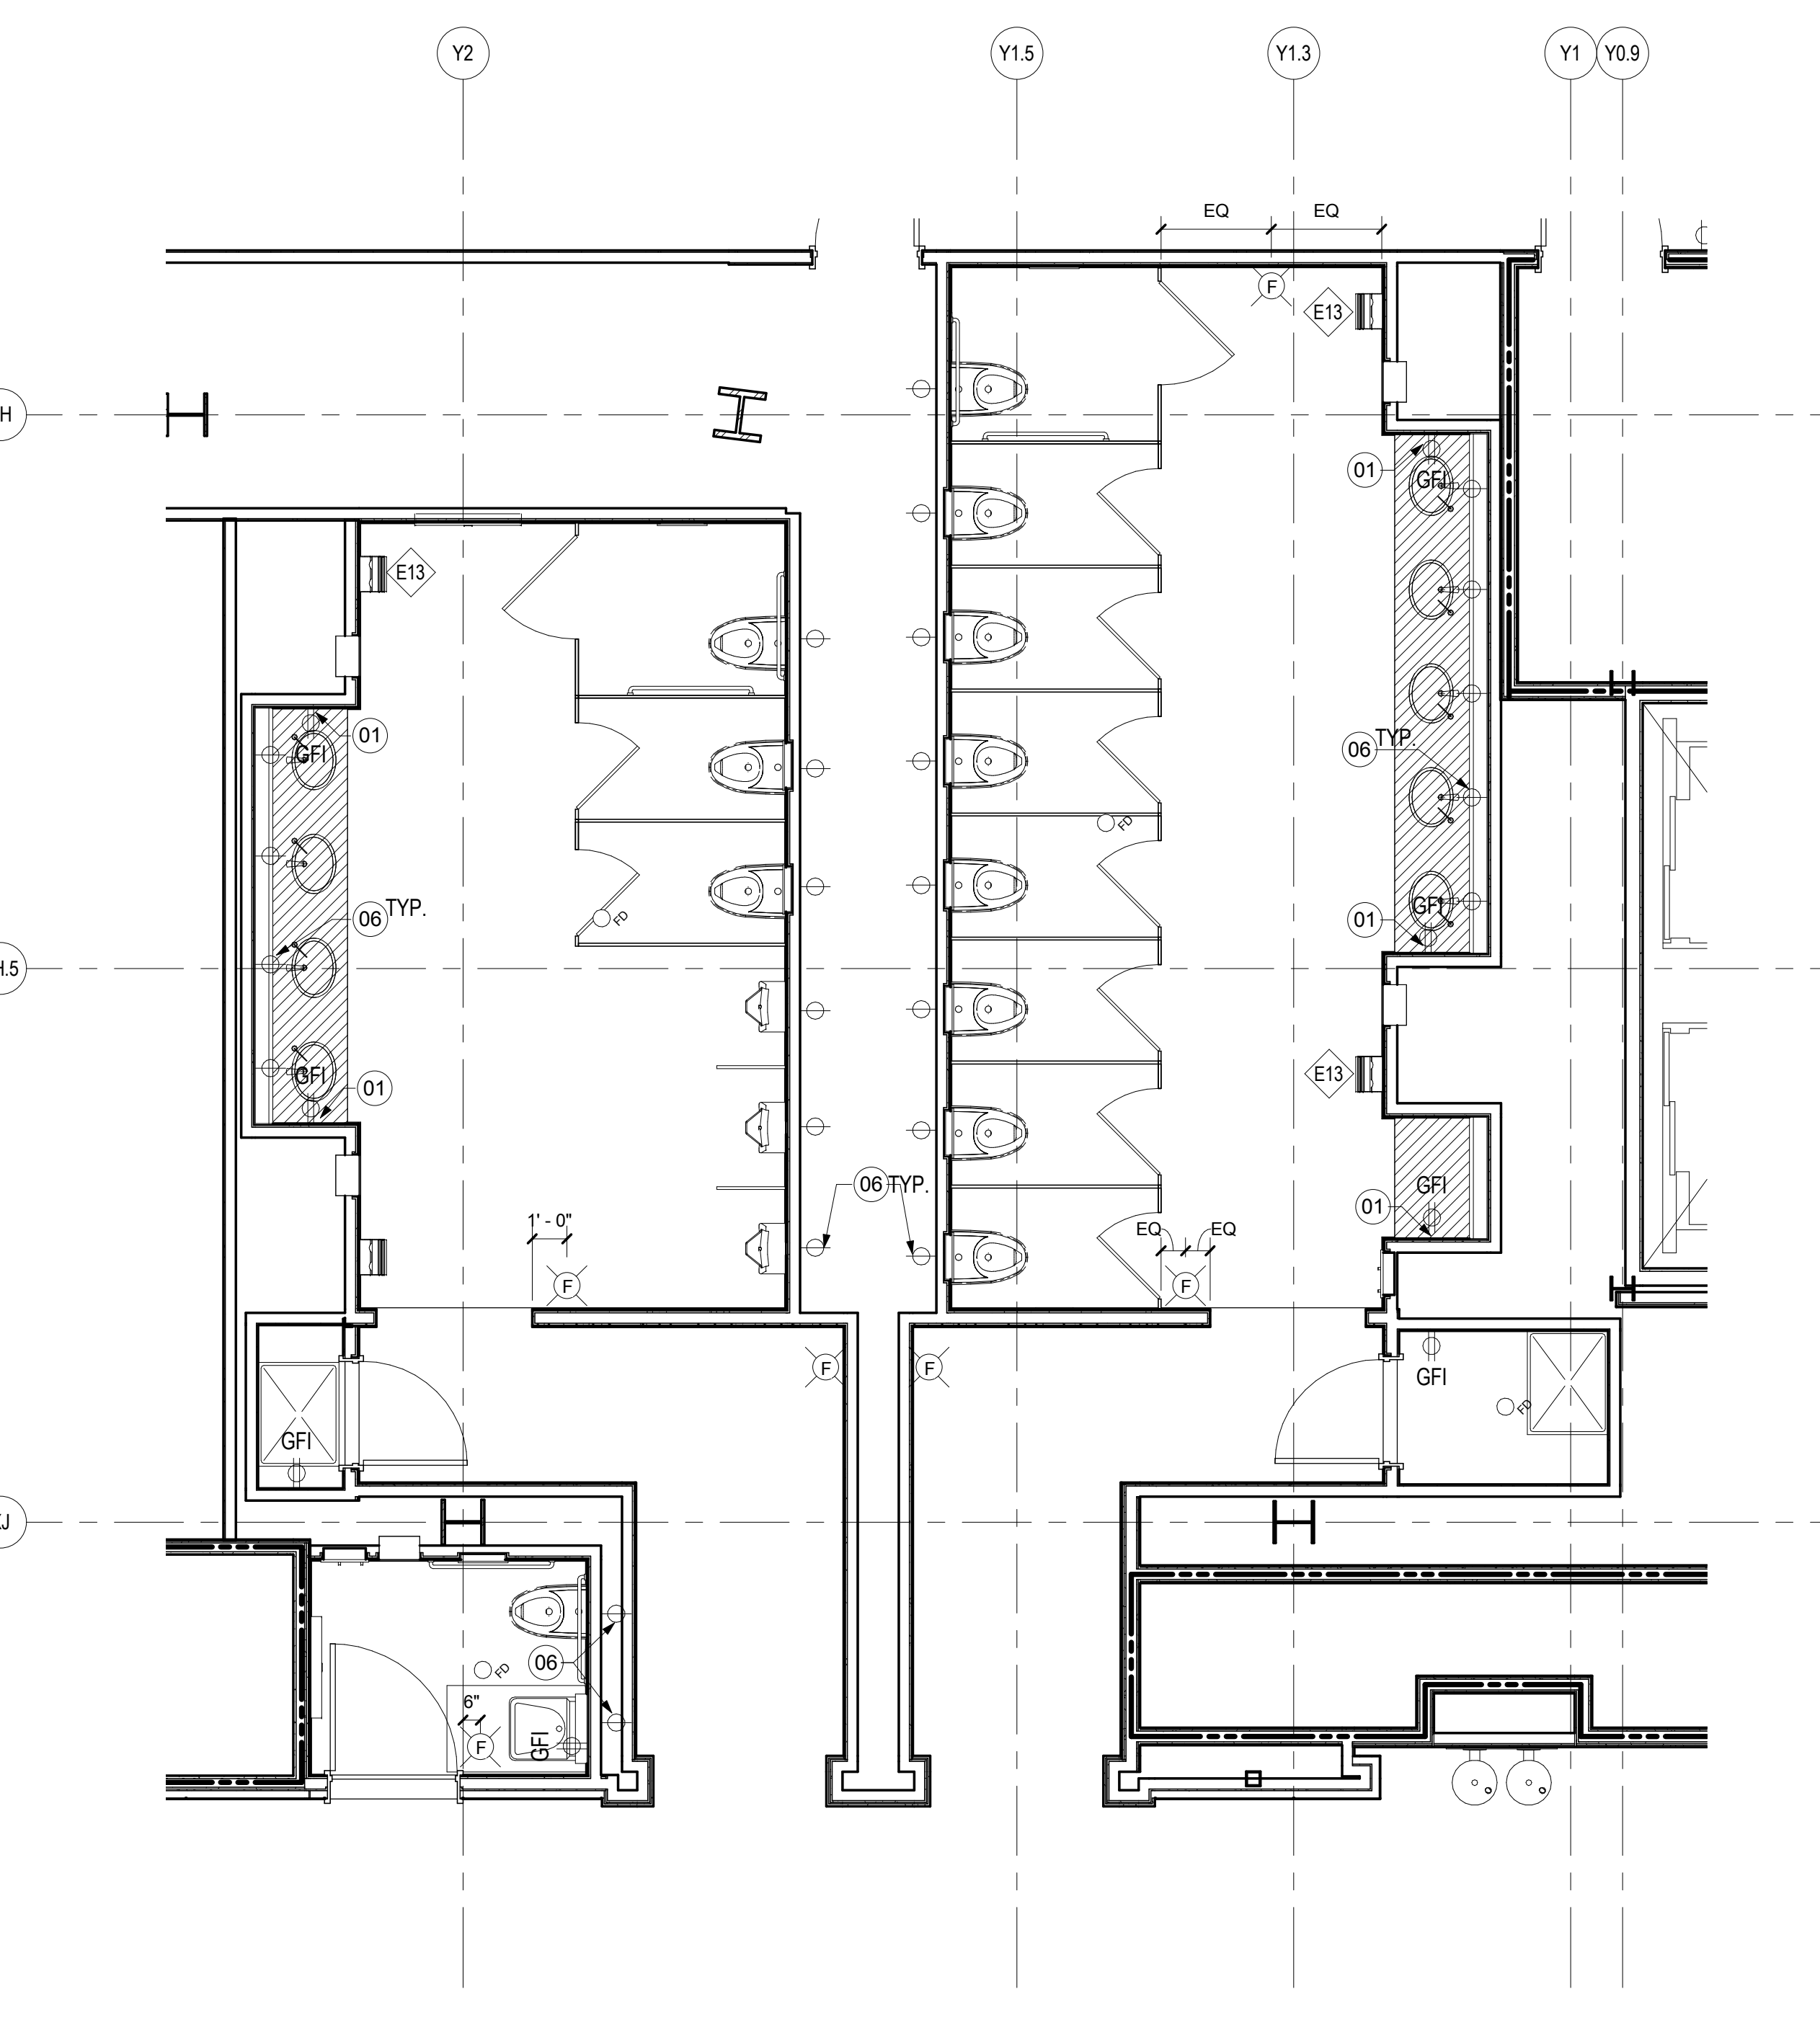 Y2
Y1.5
Y1.3
Y1
Y0.9
EQ
EQ
F
E13
H
01
GFI
E13
01
GFI
06
TYP.
FD
06
TYP.
FD
GFI
01
H.5
GFI
01
E13
06
TYP.
GFI
01
1' - 0"
EQ
EQ
F
F
F
F
GFI
FD
GFI
J
06
FD
6"
F
GFI